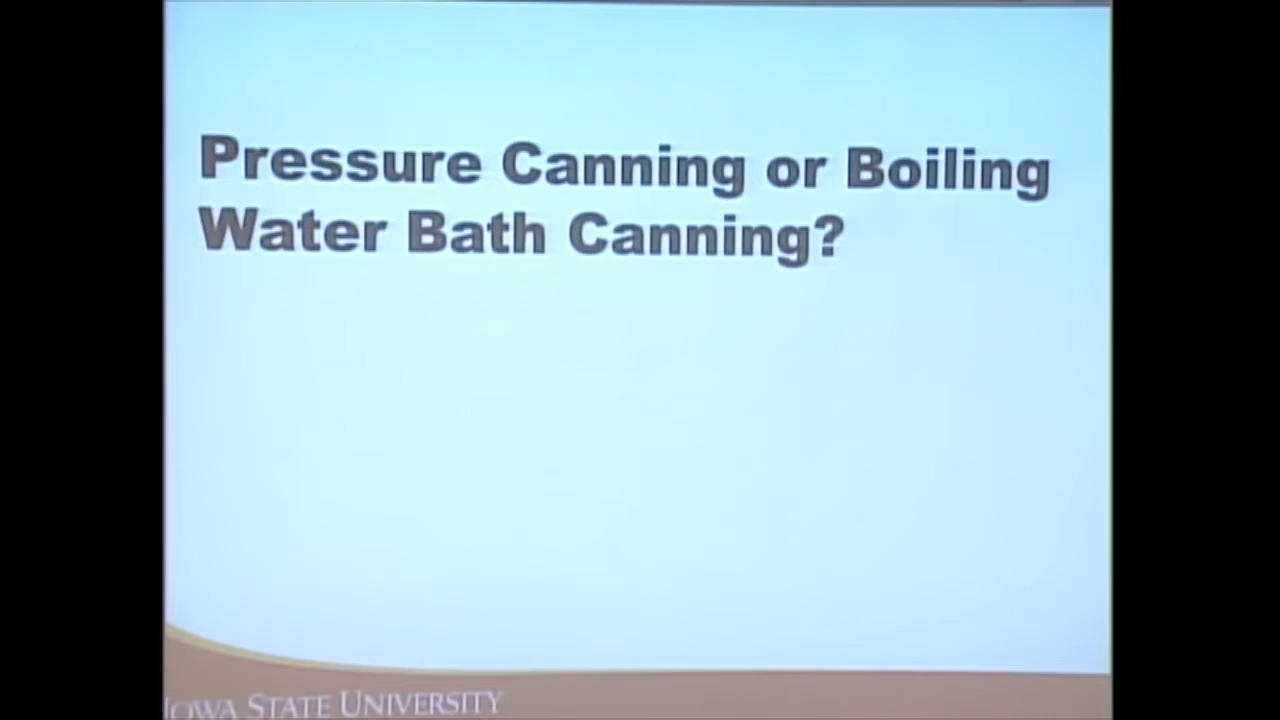 Pressure Canning or Boiling
Water Bath Canning?
IOWA STATE UNIVERSITY